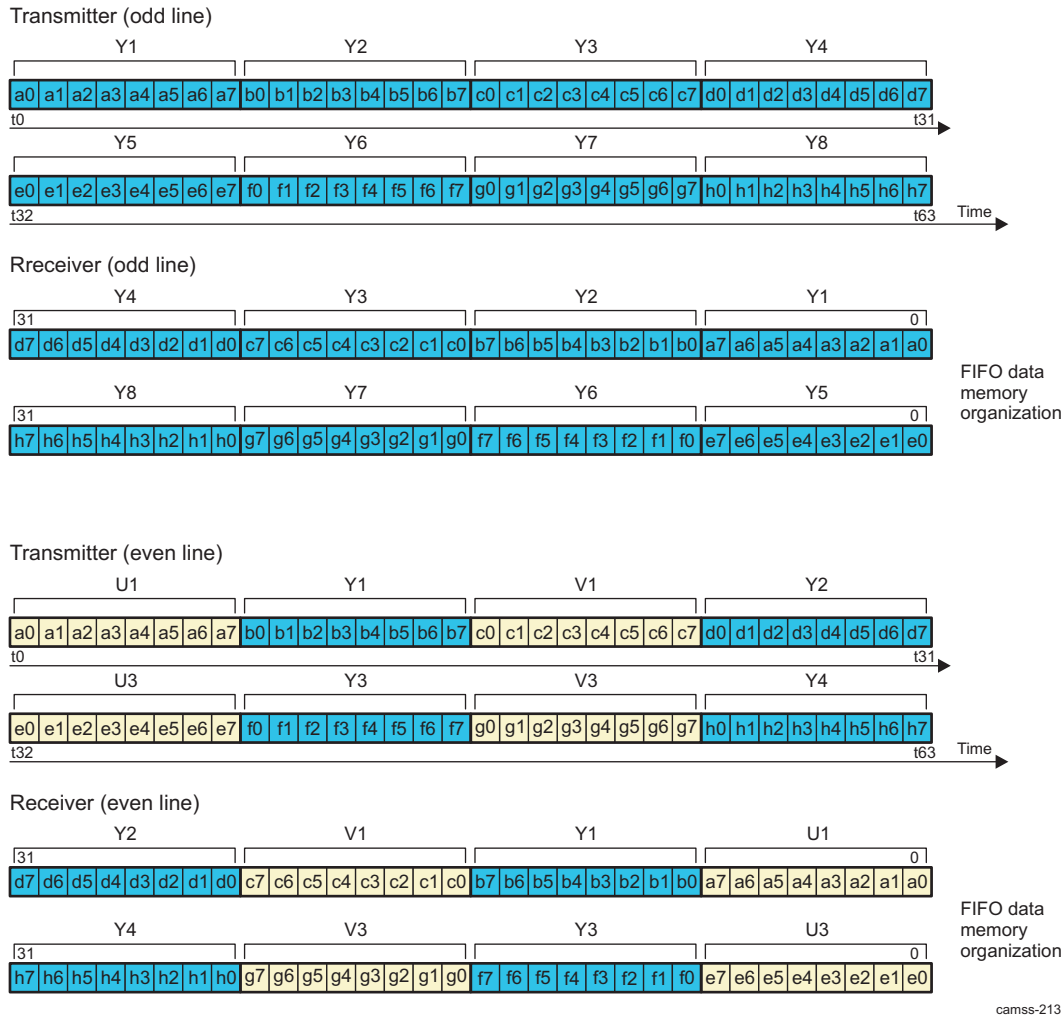 Transmitter (odd line)
Y1 Y2 Y3 Y4
a0 a1 a2 a3 a4 a5 a6 a7 b0 b1 b2 b3 b4 b5 b6 b7 c0 c1 c2 c3 c4 c5 c6 c7 d0 d1 d2 d3 d4 d5 d6 d7
t0 t31
Y5 Y6 Y7 Y8
e0 e1 e2 e3 e4 e5 e6 e7 f0 f1 f2 f3 f4 f5 f6 f7 g0 g1 g2 g3 g4 g5 g6 g7 h0 h1 h2 h3 h4 h5 h6 h7
t32 t63 Time
Rreceiver (odd line)
Y4 Y3 Y2 Y1
31 0
d7 d6 d5 d4 d3 d2 d1 d0 c7 c6 c5 c4 c3 c2 c1 c0 b7 b6 b5 b4 b3 b2 b1 b0 a7 a6 a5 a4 a3 a2 a1 a0
FIFO data
memory
organization
Y8 Y7 Y6 Y5
31 0
h7 h6 h5 h4 h3 h2 h1 h0 g7 g6 g5 g4 g3 g2 g1 g0 f7 f6 f5 f4 f3 f2 f1 f0 e7 e6 e5 e4 e3 e2 e1 e0
Transmitter (even line)
U1 Y1 V1 Y2
a0 a1 a2 a3 a4 a5 a6 a7 b0 b1 b2 b3 b4 b5 b6 b7 c0 c1 c2 c3 c4 c5 c6 c7 d0 d1 d2 d3 d4 d5 d6 d7
t0 t31
U3 Y3 V3 Y4
e0 e1 e2 e3 e4 e5 e6 e7 f0 f1 f2 f3 f4 f5 f6 f7 g0 g1 g2 g3 g4 g5 g6 g7 h0 h1 h2 h3 h4 h5 h6 h7
t32 t63 Time
Receiver (even line)
Y2 V1 Y1 U1
31 0
d7 d6 d5 d4 d3 d2 d1 d0 c7 c6 c5 c4 c3 c2 c1 c0 b7 b6 b5 b4 b3 b2 b1 b0 a7 a6 a5 a4 a3 a2 a1 a0
FIFO data
memory
organization
Y4 V3 Y3 U3
31 0
h7 h6 h5 h4 h3 h2 h1 h0 g7 g6 g5 g4 g3 g2 g1 g0 f7 f6 f5 f4 f3 f2 f1 f0 e7 e6 e5 e4 e3 e2 e1 e0
camss-213